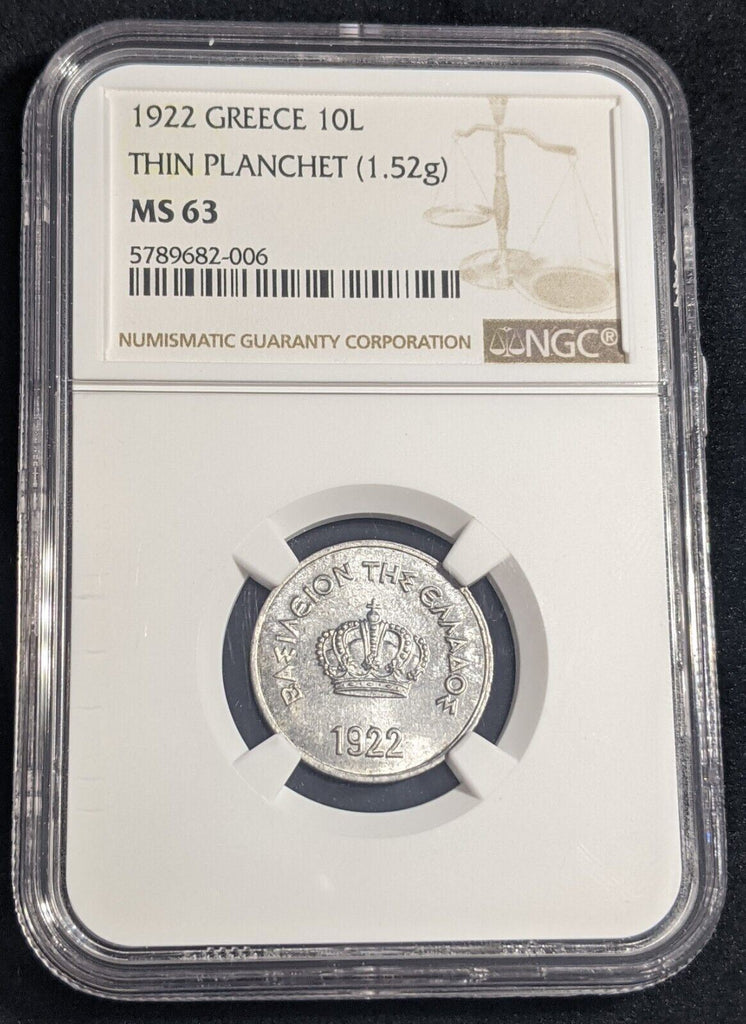 1922 GREECE 10L
THIN PLANCHET (1.52g)
MS 63
5789682-006
NUMISMATIC GUARANTY CORPORATION NGC®
ΒΑΣΙΛΕΙΟΝ ΤΗΣ ΕΛΛΑΔΟΣ
1922